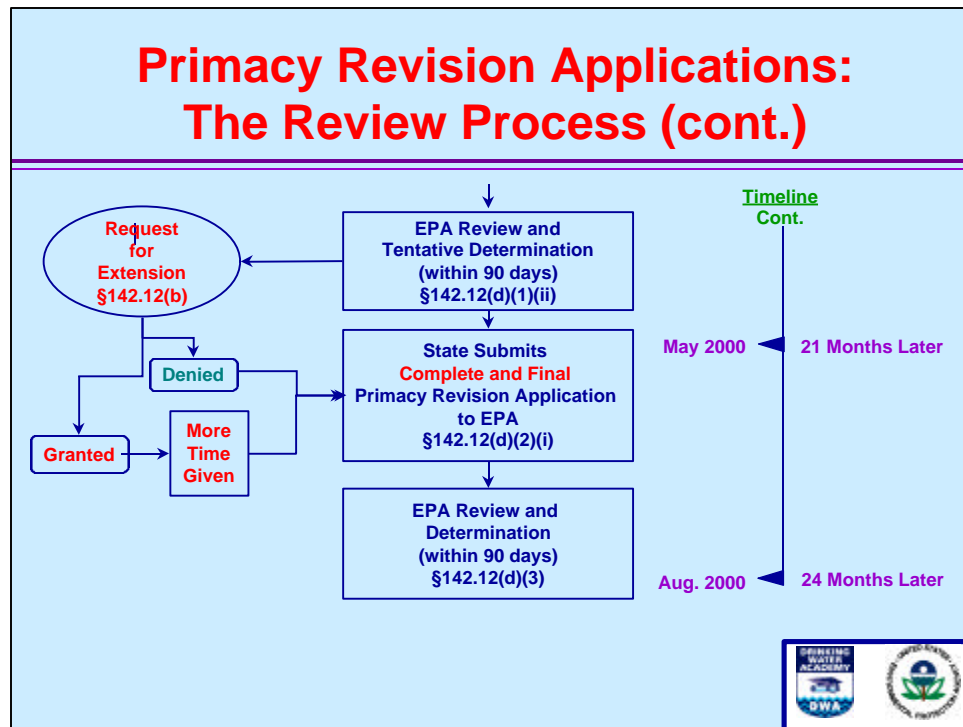 Primacy Revision Applications:
The Review Process (cont.)
Timeline
Cont.
EPA Review and
Tentative Determination
(within 90 days)
§142.12(d)(1)(ii)
Request
for
Extension
§142.12(b)
State Submits
Complete and Final
Primacy Revision Application
to EPA
§142.12(d)(2)(i)
May 2000
21 Months Later
Denied
Granted
More
Time
Given
EPA Review and
Determination
(within 90 days)
§142.12(d)(3)
Aug. 2000
24 Months Later
DRINKING
WATER
ACADEMY
DWA